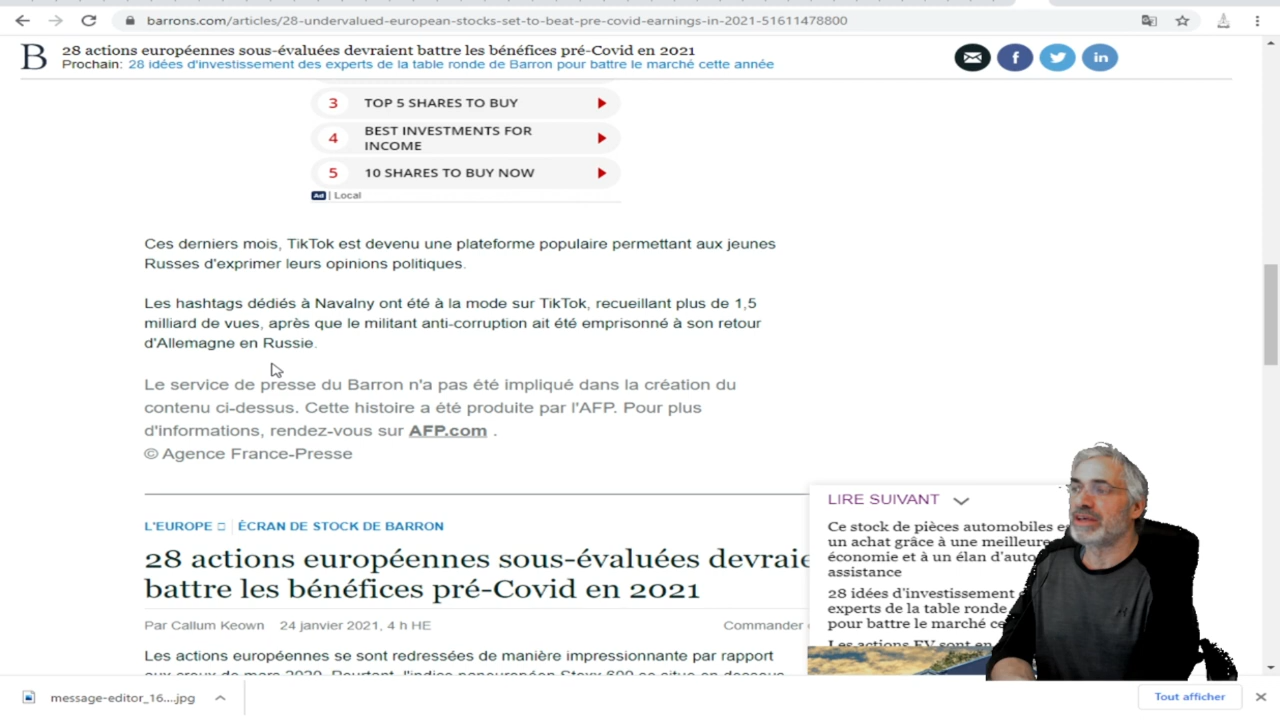 barrons.com/articles/28-undervalued-european-stocks-set-to-beat-pre-covid-earnings-in-2021-51611478800
B
28 actions européennes sous-évaluées devraient battre les bénéfices pré-Covid en 2021
Prochain: 28 idées d'investissement des experts de la table ronde de Barron pour battre le marché cette année
f
in
3 TOP 5 SHARES TO BUY
4 BEST INVESTMENTS FOR
INCOME
5 10 SHARES TO BUY NOW
Ad | Local
Ces derniers mois, TikTok est devenu une plateforme populaire permettant aux jeunes
Russes d'exprimer leurs opinions politiques.
Les hashtags dédiés à Navalny ont été à la mode sur TikTok, recueillant plus de 1,5
milliard de vues, après que le militant anti-corruption ait été emprisonné à son retour
d'Allemagne en Russie.
Le service de presse du Barron n'a pas été impliqué dans la création du
contenu ci-dessus. Cette histoire a été produite par l'AFP. Pour plus
d'informations, rendez-vous sur AFP.com .
© Agence France-Presse
L'EUROPE | ÉCRAN DE STOCK DE BARRON
28 actions européennes sous-évaluées
battre les bénéfices pré-Covid en 2021
Par Callum Keown 24 janvier 2021, 4 h HE
Commander
Les actions européennes se sont redressées de manière impressionnante par rapport
LIRE SUIVANT
Ce stock de pièces automobiles
un achat grâce à une meilleure
économie et à un élan d'auto
assistance
28 idées d'investissement
experts de la table ronde
pour battre le marché
Les actions EV sont en
message-editor_16....jpg
Tout afficher